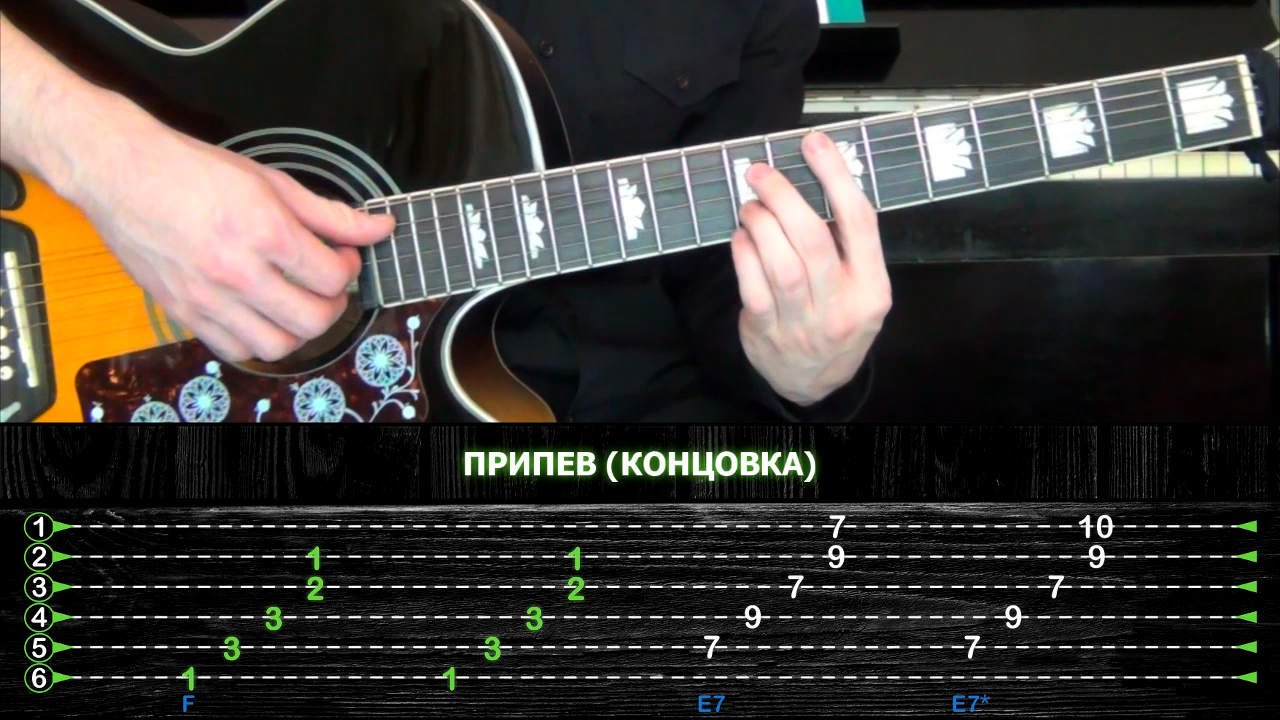 ПРИПЕВ (КОНЦОВКА)
1 7 10
2 1 1 9 9
3 2 2 7 7
4 3 3 9 9
5 3 3 7 7
6 1 1
F E7 E7*